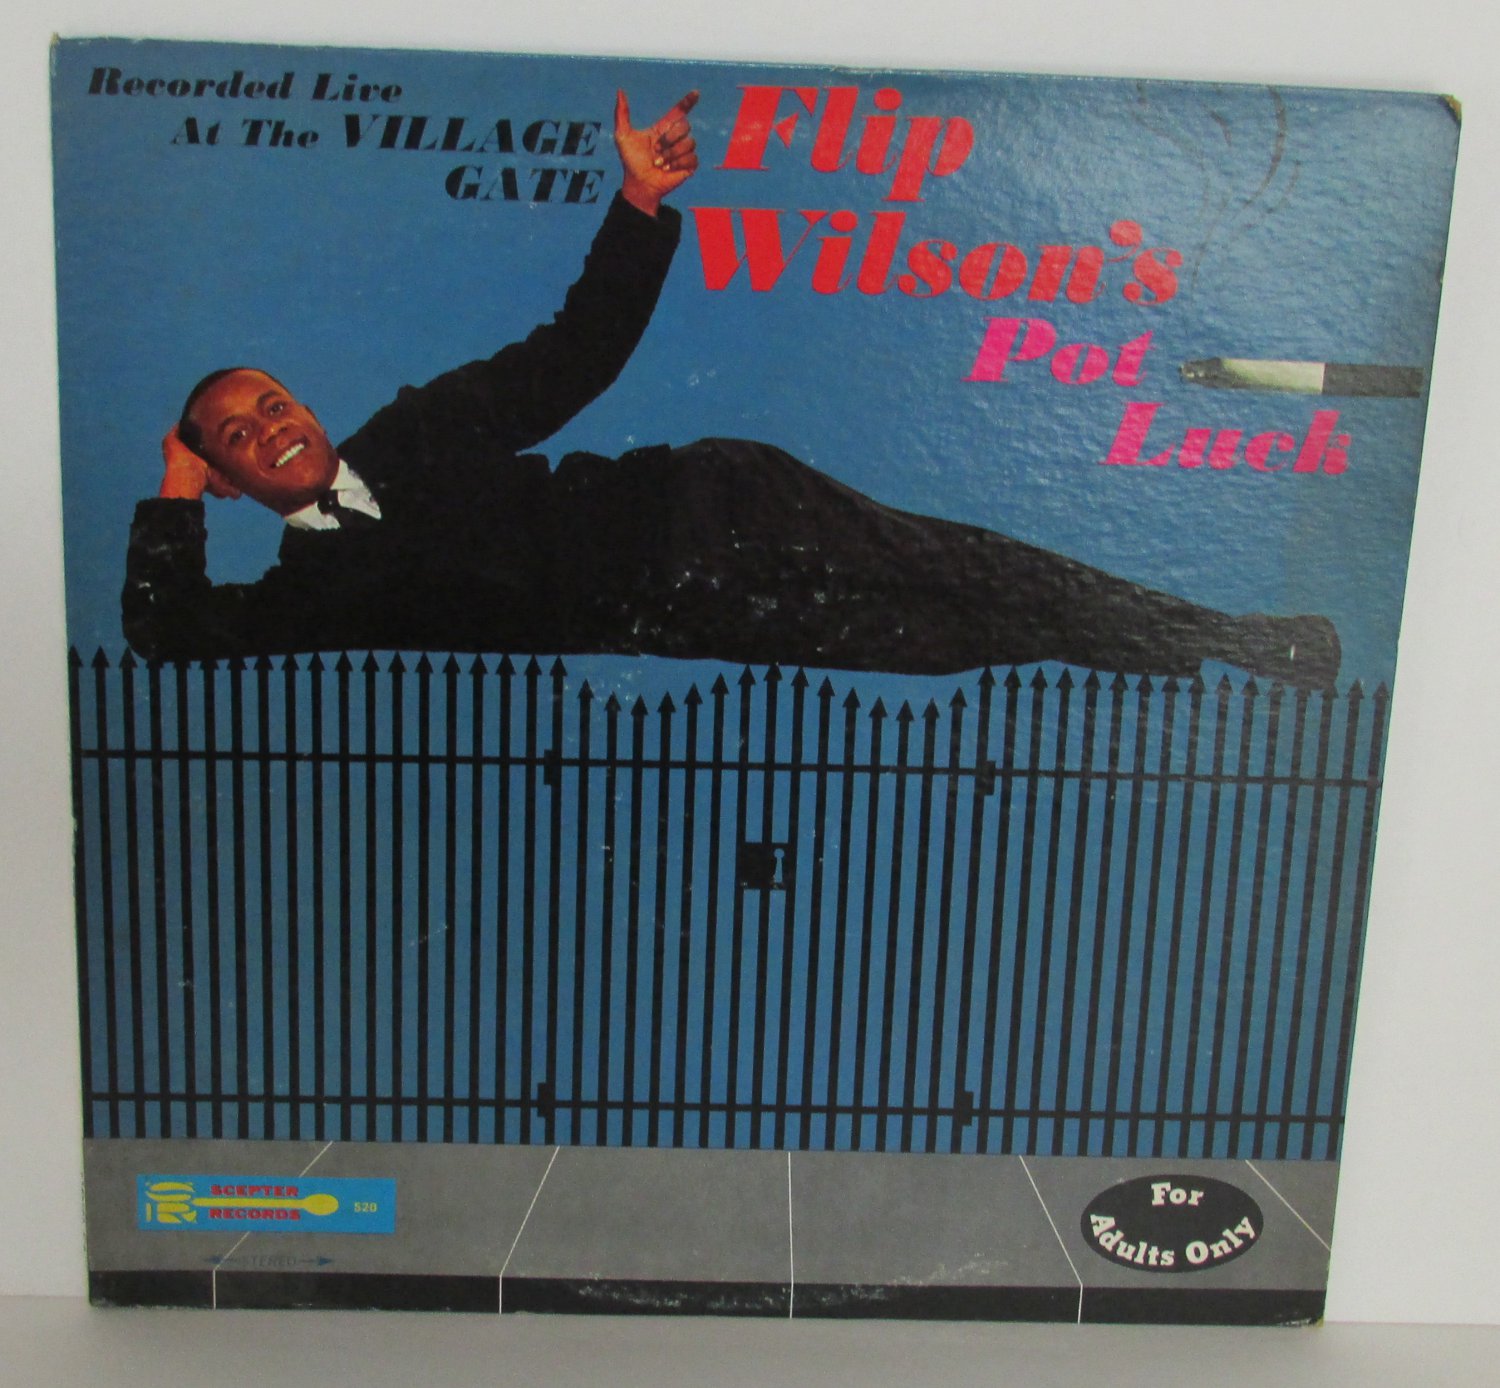 Recorded Live
At The VILLAGE
GATE
Flip
Wilson's
Pot
Luck
SCEPTER
RECORDS
520
STEREO
For
Adults Only